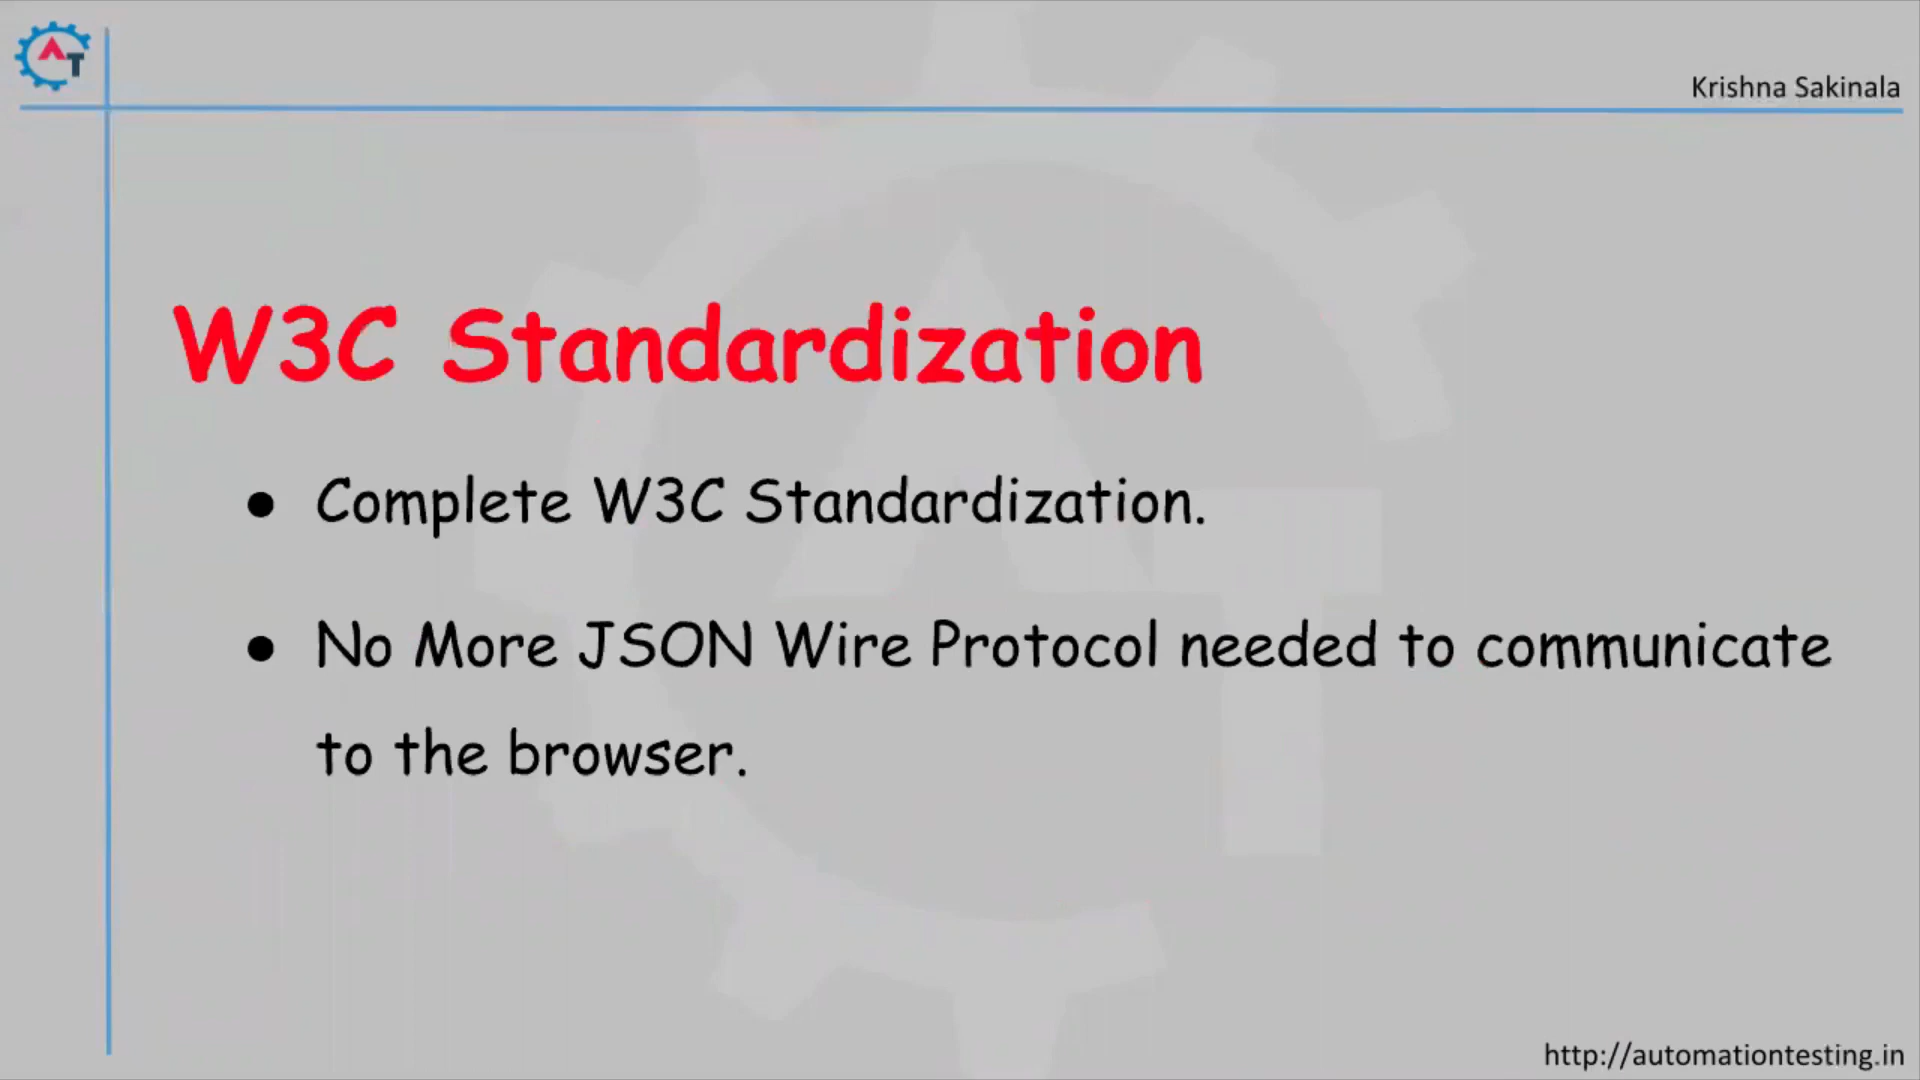 AT
Krishna Sakinala
W3C Standardization
● Complete W3C Standardization.
● No More JSON Wire Protocol needed to communicate
to the browser.
http://automationtesting.in